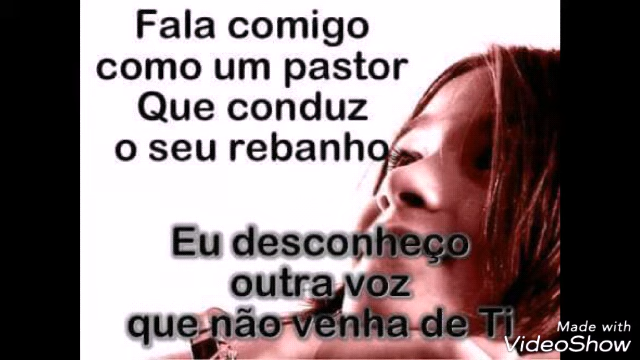 Fala comigo
como um pastor
Que conduz
o seu rebanho
Eu desconheço
outra voz
que não venha de Ti
Made with
VideoShow